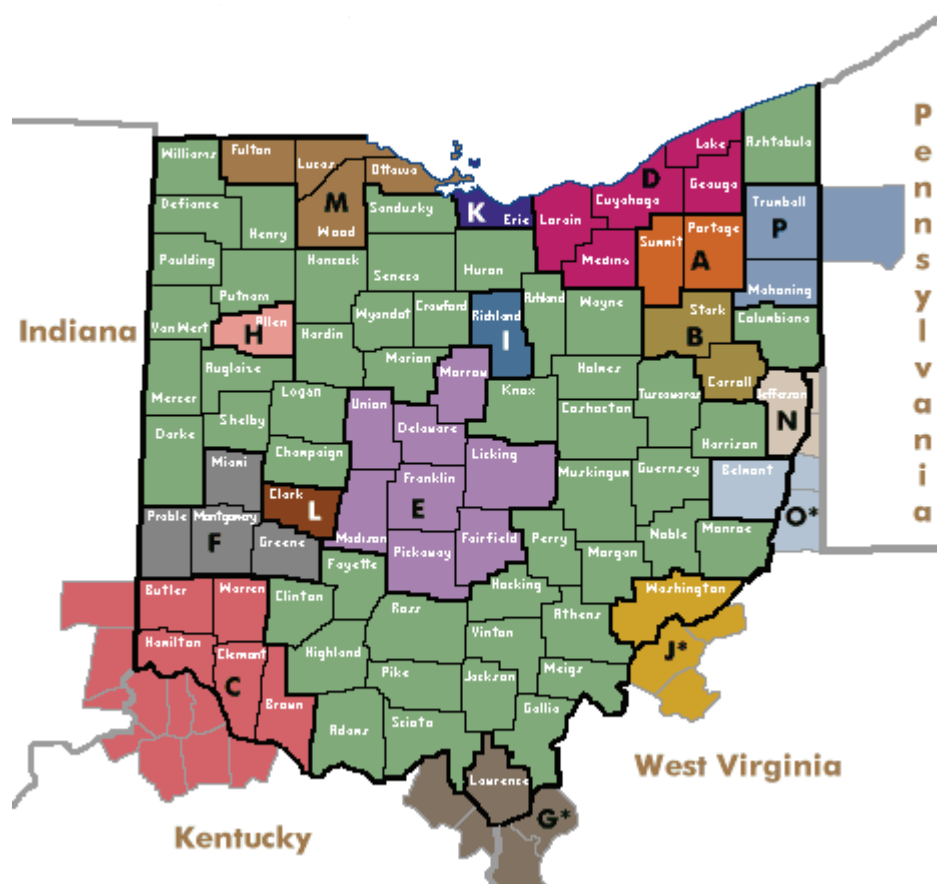 Lake
Ashtabula
Williams
Fulton
Lucas
Ottawa
D
Geauga
Cuyahoga
Defiance
M
Sandusky
K
Erie
Lorain
Trumball
Henry
Wood
Summit
Portage
P
Paulding
Hancock
Seneca
Huron
Medina
A
Mahoning
Putnam
Ashland
Wayne
Stark
Van Wert
Allen
H
Hardin
Wyandot
Crawford
Richland
I
B
Columbiana
Indiana
Mercer
Auglaize
Marion
Morrow
Holmes
Carroll
Jefferson
N
Logan
Union
Knox
Tuscawaras
Shelby
Delaware
Coshocton
Harrison
Darke
Champaign
Licking
Miami
Franklin
Muskingum
Guernsey
Belmont
Clark
L
E
O*
Preble
Montgomery
F
Greene
Madison
Pickaway
Fairfield
Perry
Noble
Monroe
Morgan
Fayette
Hocking
Butler
Warren
Clinton
Ross
Athens
Washington
Hamilton
Clemont
Highland
Vinton
J*
C
Brown
Pike
Jackson
Meigs
Adams
Sciota
Gallia
Lawrence
G*
West Virginia
Kentucky
Pennsylvania